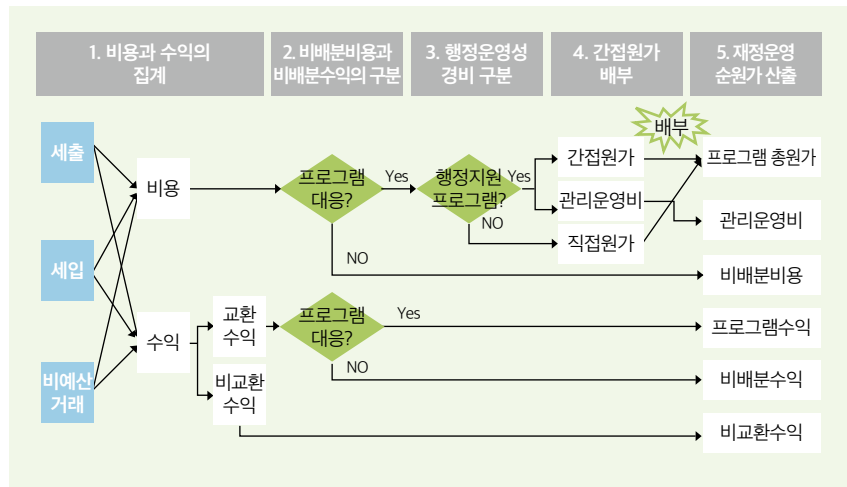 1. 비용과 수익의
집계
2. 비배분비용과
비배분수익의 구분
3. 행정운영성
경비 구분
4. 간접원가
배부
5. 재정운영
순원가 산출
세출
세입
비예산
거래
비용
수익
교환
수익
비교환
수익
프로그램
대응?
Yes
NO
행정지원
프로그램?
Yes
NO
간접원가
관리운영비
직접원가
배부
프로그램 총원가
관리운영비
비배분비용
프로그램
대응?
Yes
NO
프로그램수익
비배분수익
비교환수익